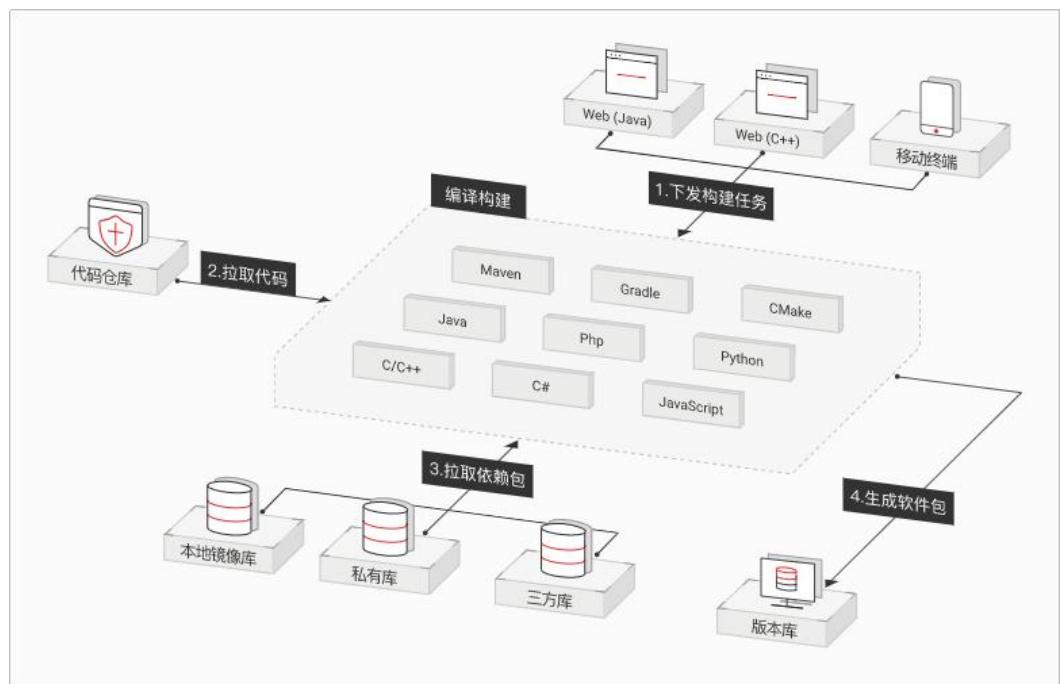 Web (Java)
Web (C++)
移动终端
1.下发构建任务
编译构建
代码仓库
2.拉取代码
Maven
Gradle
CMake
Java
Php
Python
C/C++
C#
JavaScript
3.拉取依赖包
本地镜像库
私有库
三方库
4.生成软件包
版本库